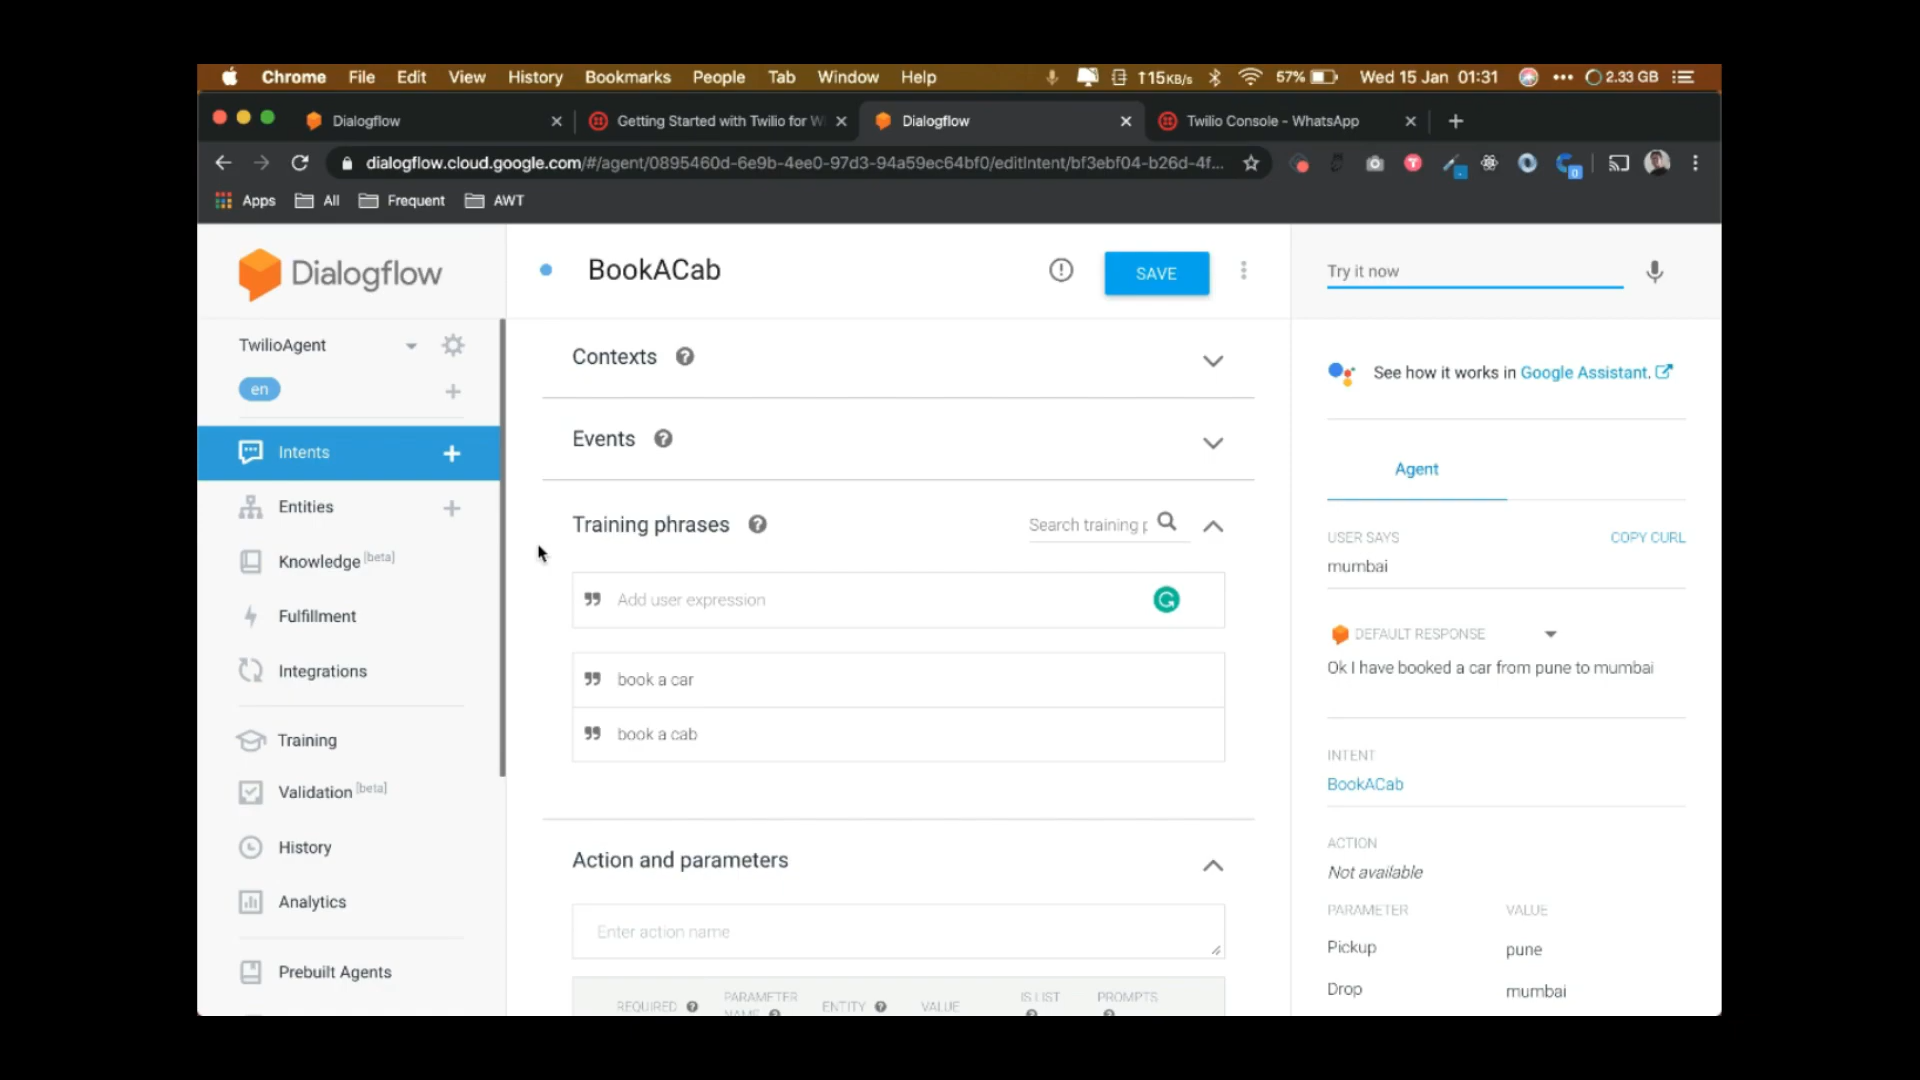 Chrome File Edit View History Bookmarks People Tab Window Help 115KB/s 57% Wed 15 Jan 01:31 2.33 GB
Dialogflow Getting Started with Twilio for W Dialogflow Twilio Console - WhatsApp
dialogflow.cloud.google.com/#/agent/0895460d-6e9b-4ee0-97d3-94a59ec64bf0/editIntent/bf3ebf04-b26d-4f...
Apps All Frequent AWT
Dialogflow
TwilioAgent
en
Intents
Entities
Knowledge [beta]
Fulfillment
Integrations
Training
Validation [beta]
History
Analytics
Prebuilt Agents
BookACab
SAVE
Contexts
Events
Training phrases
Search training p
Add user expression
book a car
book a cab
Action and parameters
Enter action name
REQUIRED PARAMETER NAME ENTITY VALUE IS LIST PROMPTS
Try it now
See how it works in Google Assistant.
Agent
USER SAYS COPY CURL
mumbai
DEFAULT RESPONSE
Ok I have booked a car from pune to mumbai
INTENT
BookACab
ACTION
Not available
PARAMETER VALUE
Pickup pune
Drop mumbai